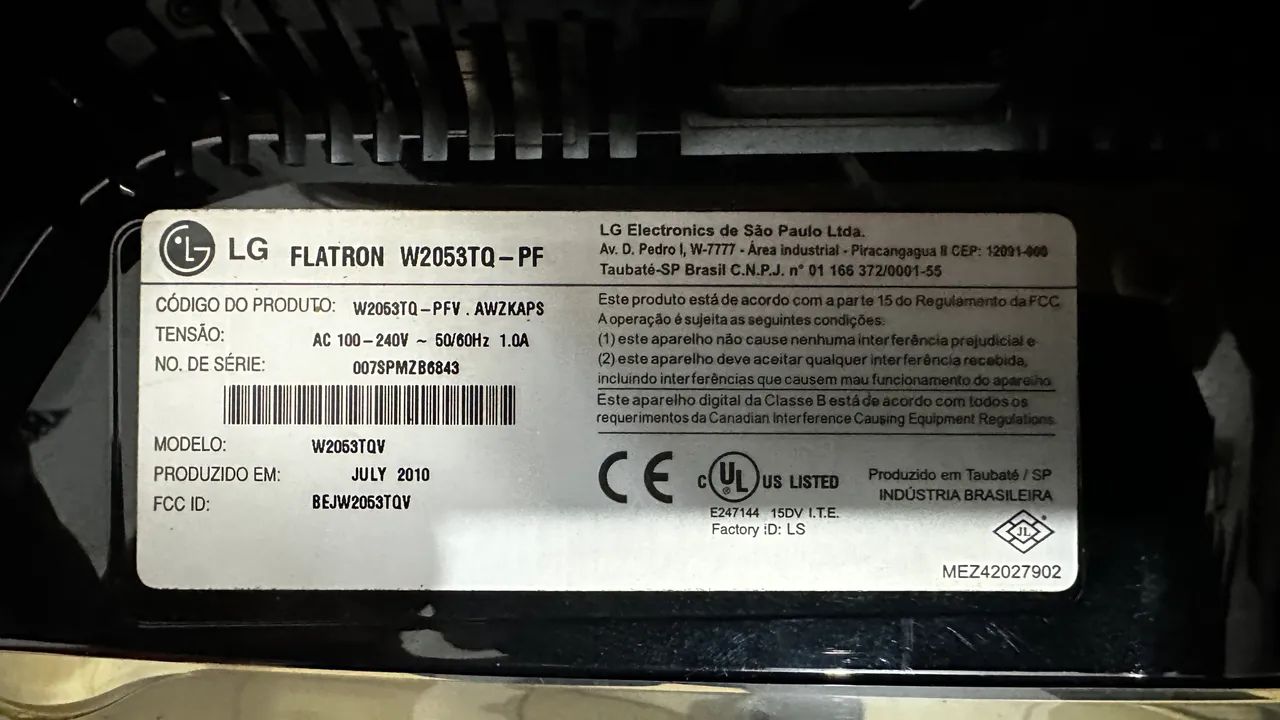 LG FLATRON W2053TQ-PF
CÓDIGO DO PRODUTO: W2053TQ-PFV.AWZKAPS
TENSÃO: AC 100-240V ~ 50/60Hz 1.0A
NO. DE SÉRIE: 007SPMZB6843
MODELO: W2053TQV
PRODUZIDO EM: JULY 2010
FCC ID: BEJW2053TQV
LG Electronics de São Paulo Ltda.
Av. D. Pedro I, W-7777 - Área industrial - Piracangagua II CEP: 12091-000
Taubaté-SP Brasil C.N.P.J. n° 01 166 372/0001-55
Este produto está de acordo com a parte 15 do Regulamento da FCC
A operação é sujeita as seguintes condições:
(1) este aparelho não cause nenhuma interferência prejudicial e
(2) este aparelho deve aceitar qualquer interferência recebida,
incluindo interferências que causem mau funcionamento do aparelho
Este aparelho digital da Classe B está de acordo com todos os
requerimentos da Canadian Interference Causing Equipment Regulations.
CE c UL ® US LISTED
E247144 15DV I.T.E.
Factory iD: LS
Produzido em Taubaté / SP
INDÚSTRIA BRASILEIRA
JL
MEZ42027902